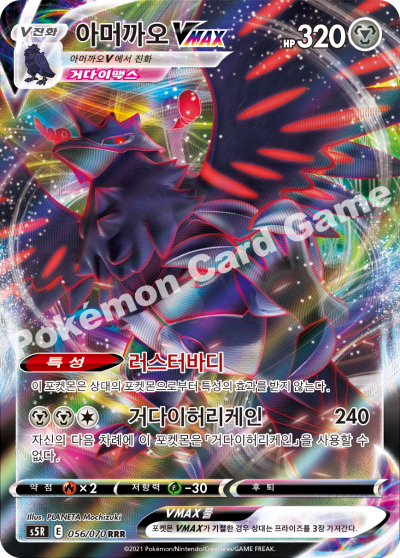 V진화
아머까오 VMAX
HP 320
아머까오V에서 진화
거다이맥스
Pokémon Card Game
특성 러스터바디
이 포켓몬은 상대의 포켓몬으로부터 특성의 효과를 받지 않는다.
거다이허리케인 240
자신의 다음 차례에 이 포켓몬은 「거다이허리케인」을 사용할 수
없다.
약점 ×2 저항력 -30 후퇴
Illus. PLANETA Mochizuki
s5R E 056/070 RRR
VMAX룰
포켓몬VMAX가 기절한 경우 상대는 프라이즈를 3장 가져간다.
©2021 Pokémon/Nintendo/Creatures/GAME FREAK.